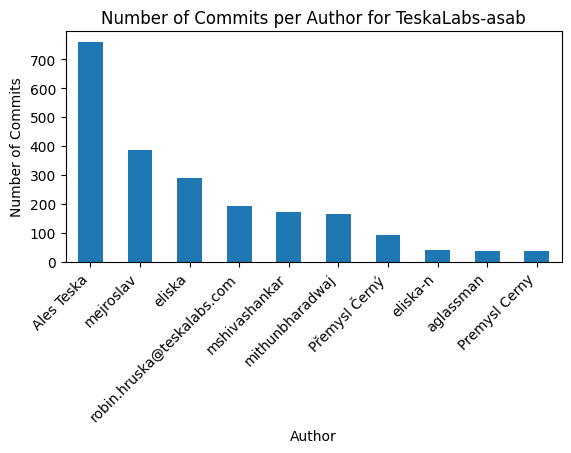 Number of Commits per Author for TeskaLabs-asab
Number of Commits
700
600
500
400
300
200
100
0
Ales Teska
mejroslav
eliska
robin.hruska@teskalabs.com
mshivashankar
mithunbharadwaj
Přemysl Černý
eliska-n
aglassman
Premysl Cerny
Author